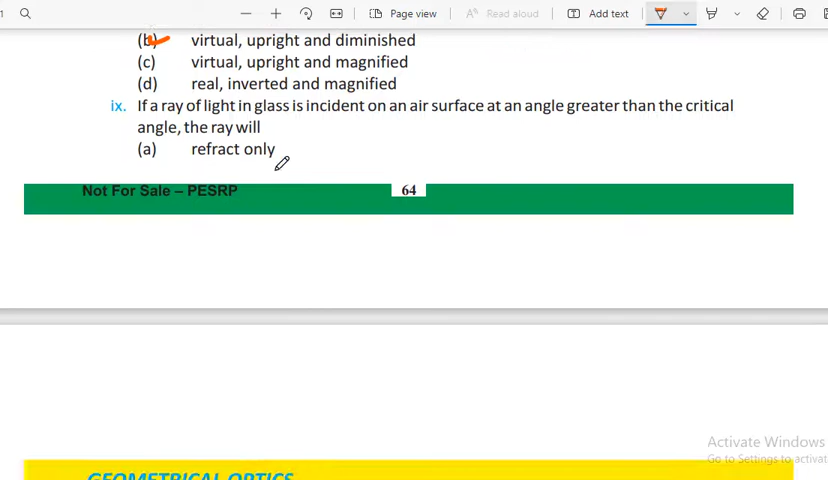 1 Page view Read aloud Add text
(b) virtual, upright and diminished
(c) virtual, upright and magnified
(d) real, inverted and magnified
ix. If a ray of light in glass is incident on an air surface at an angle greater than the critical
angle, the ray will
(a) refract only
Not For Sale – PESRP 64
Activate Windows
Go to Settings to activat
GEOMETRICAL OPTICS